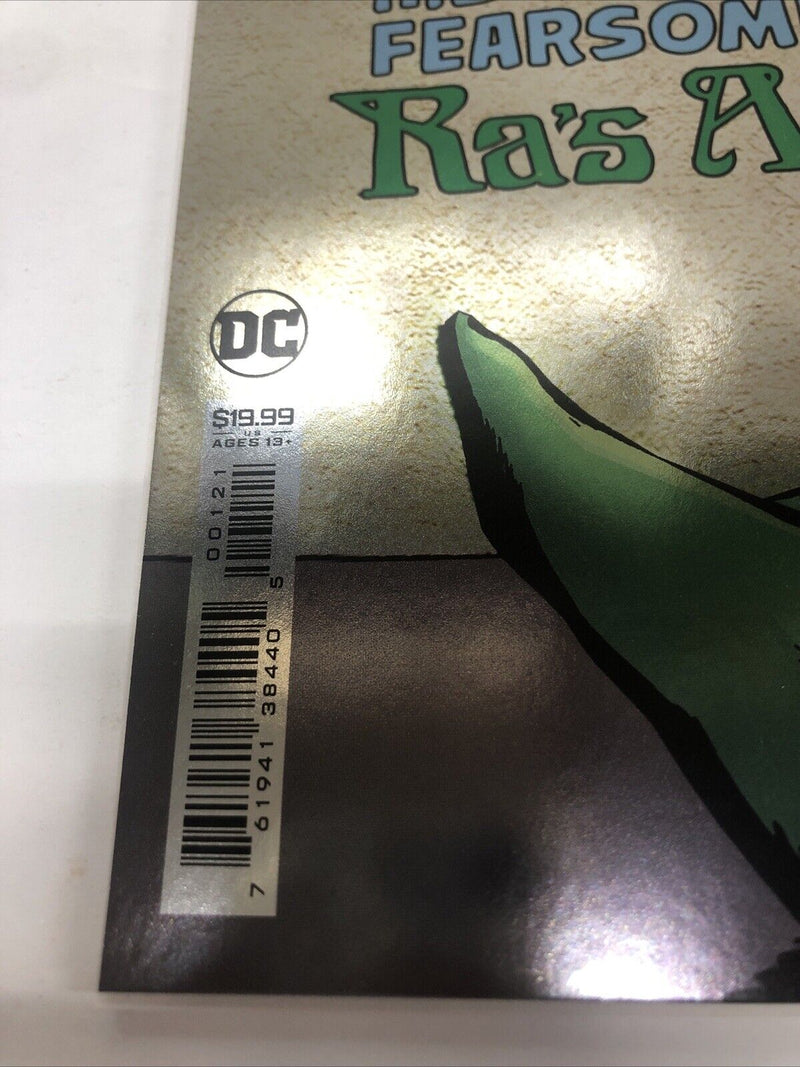 FEARSOM
Ra's A
DC
$19.99
US
AGES 13+
00121
7 61941 38440 5